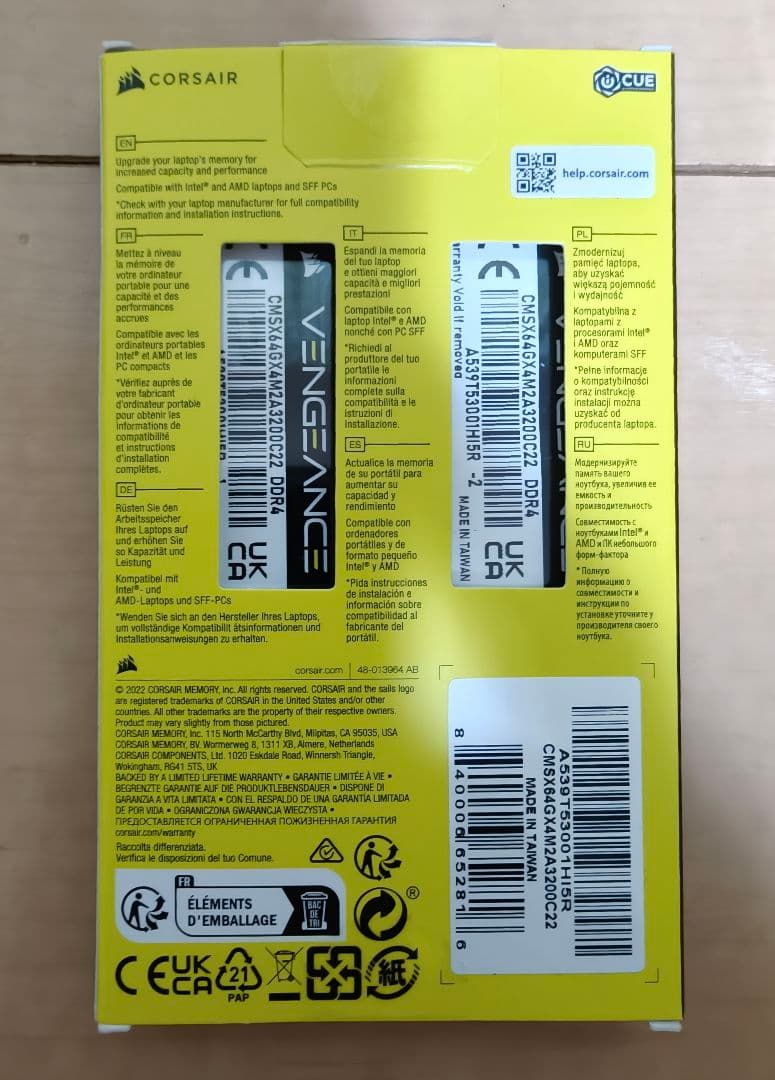 CORSAIR
iCUE
EN
Upgrade your laptop's memory for
increased capacity and performance
Compatible with Intel® and AMD laptops and SFF PCs
*Check with your laptop manufacturer for full compatibility
information and installation instructions.
help.corsair.com
FR
Mettez à niveau
la mémoire de
votre ordinateur
portable pour une
capacité et des
performances
accrues
Compatible avec les
ordinateurs portables
Intel® et AMD et les
PC compacts
*Vérifiez auprès de
votre fabricant
d'ordinateur portable
pour obtenir les
informations de
compatibilité
et instructions
d'installation
complètes.
DE
Rüsten Sie den
Arbeitsspeicher
Ihres Laptops auf
und erhöhen Sie
so Kapazität und
Leistung
Kompatibel mit
Intel®- und
AMD-Laptops und SFF-PCs
*Wenden Sie sich an den Hersteller Ihres Laptops,
um vollständige Kompatibilitätsinformationen und
Installationsanweisungen zu erhalten.
CE
CMSX64GX4M2A3200C22 DDR4
UK
CA
VENGEANCE
IT
Espandi la memoria
del tuo laptop
e ottieni maggiori
capacità e migliori
prestazioni
Compatibile con
laptop Intel® e AMD
nonché con PC SFF
*Richiedi al
produttore del tuo
portatile le
informazioni
complete sulla
compatibilità e le
istruzioni di
installazione.
ES
Actualice la memoria
de su portátil para
aumentar su
capacidad y
rendimiento
Compatible con
ordenadores
portátiles y de
formato pequeño
Intel® y AMD
*Pida instrucciones
de instalación e
información sobre
compatibilidad al
fabricante del
portátil.
arranty Void If removed
A539T53001HI5R -2
MADE IN TAIWAN
CE
CMSX64GX4M2A3200C22 DDR4
UK
CA
VENGEANCE
PL
Zmodernizuj
pamięć laptopa,
aby uzyskać
większą pojemność
i wydajność
Kompatybilna z
laptopami z
procesorami Intel®
i AMD oraz
komputerami SFF
*Pełne informacje
o kompatybilności
oraz instrukcje
instalacji można
uzyskać od
producenta laptopa.
RU
Модернизируйте
память вашего
ноутбука, увеличив ее
емкость и
производительность
Совместимость с
ноутбуками Intel® и
AMD и ПК небольшого
форм-фактора
*Полную
информацию о
совместимости и
инструкции по
установке уточните у
производителя своего
ноутбука.
corsair.com | 48-013964 AB
© 2022 CORSAIR MEMORY, Inc. All rights reserved. CORSAIR and the sails logo
are registered trademarks of CORSAIR in the United States and/or other
countries. All other trademarks are the property of their respective owners.
Product may vary slightly from those pictured.
CORSAIR MEMORY, Inc. 115 North McCarthy Blvd, Milpitas, CA 95035, USA
CORSAIR MEMORY, BV. Wormerweg 8, 1311 XB, Almere, Netherlands
CORSAIR COMPONENTS, Ltd. 1020 Eskdale Road, Winnersh Triangle,
Wokingham, RG41 5TS, UK
BACKED BY A LIMITED LIFETIME WARRANTY • GARANTIE LIMITÉE À VIE •
BEGRENZTE GARANTIE AUF DIE PRODUKTLEBENSDAUER • DISPONE DI
GARANZIA A VITA LIMITATA • CON EL RESPALDO DE UNA GARANTÍA LIMITADA
DE POR VIDA • OGRANICZONA GWARANCJA WIECZYSTA •
ПРЕДОСТАВЛЯЕТСЯ ОГРАНИЧЕННАЯ ПОЖИЗНЕННАЯ ГАРАНТИЯ
corsair.com/warranty
Raccolta differenziata.
Verifica le disposizioni del tuo Comune.
FR
ÉLÉMENTS
D'EMBALLAGE
BAC
DE
TRI
®
CE
UK
CA
21
PAP
紙
A539T53001HI5R
CMSX64GX4M2A3200C22
MADE IN TAIWAN
8 40006 65281 6